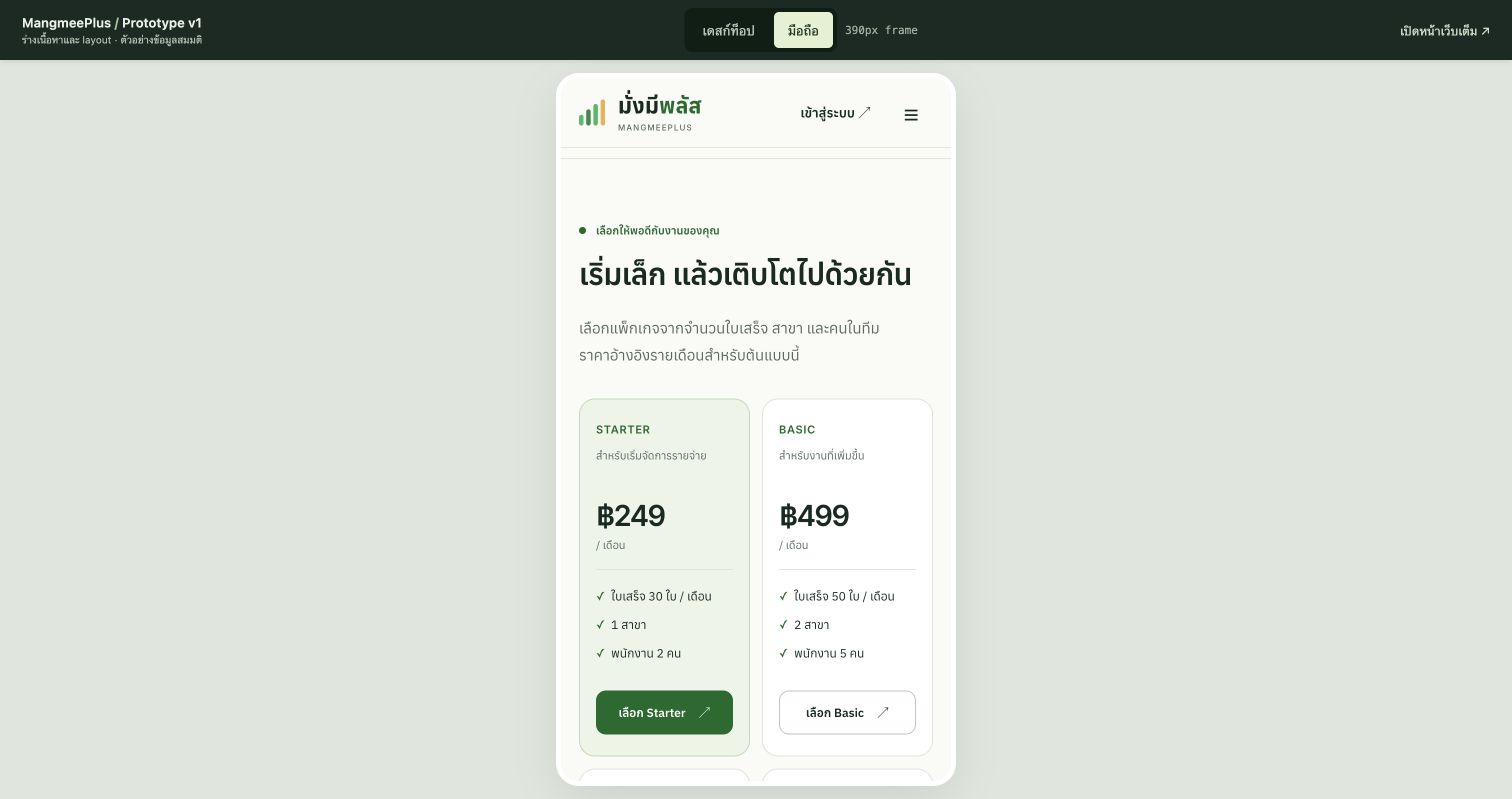 MangmeePlus / Prototype v1
ร่างเนื้อหาและ layout · ตัวอย่างข้อมูลสมมติ
เดสก์ท็อป
มือถือ
390px frame
เปิดหน้าเว็บเต็ม ↗
มั่งมีพลัส
MANGMEEPLUS
เข้าสู่ระบบ ↗
เลือกให้พอดีกับงานของคุณ
เริ่มเล็ก แล้วเติบโตไปด้วยกัน
เลือกแพ็กเกจจากจำนวนใบเสร็จ สาขา และคนในทีม
ราคาอ้างอิงรายเดือนสำหรับต้นแบบนี้
STARTER
สำหรับเริ่มจัดการรายจ่าย
฿249
/ เดือน
✓ ใบเสร็จ 30 ใบ / เดือน
✓ 1 สาขา
✓ พนักงาน 2 คน
เลือก Starter ↗
BASIC
สำหรับงานที่เพิ่มขึ้น
฿499
/ เดือน
✓ ใบเสร็จ 50 ใบ / เดือน
✓ 2 สาขา
✓ พนักงาน 5 คน
เลือก Basic ↗